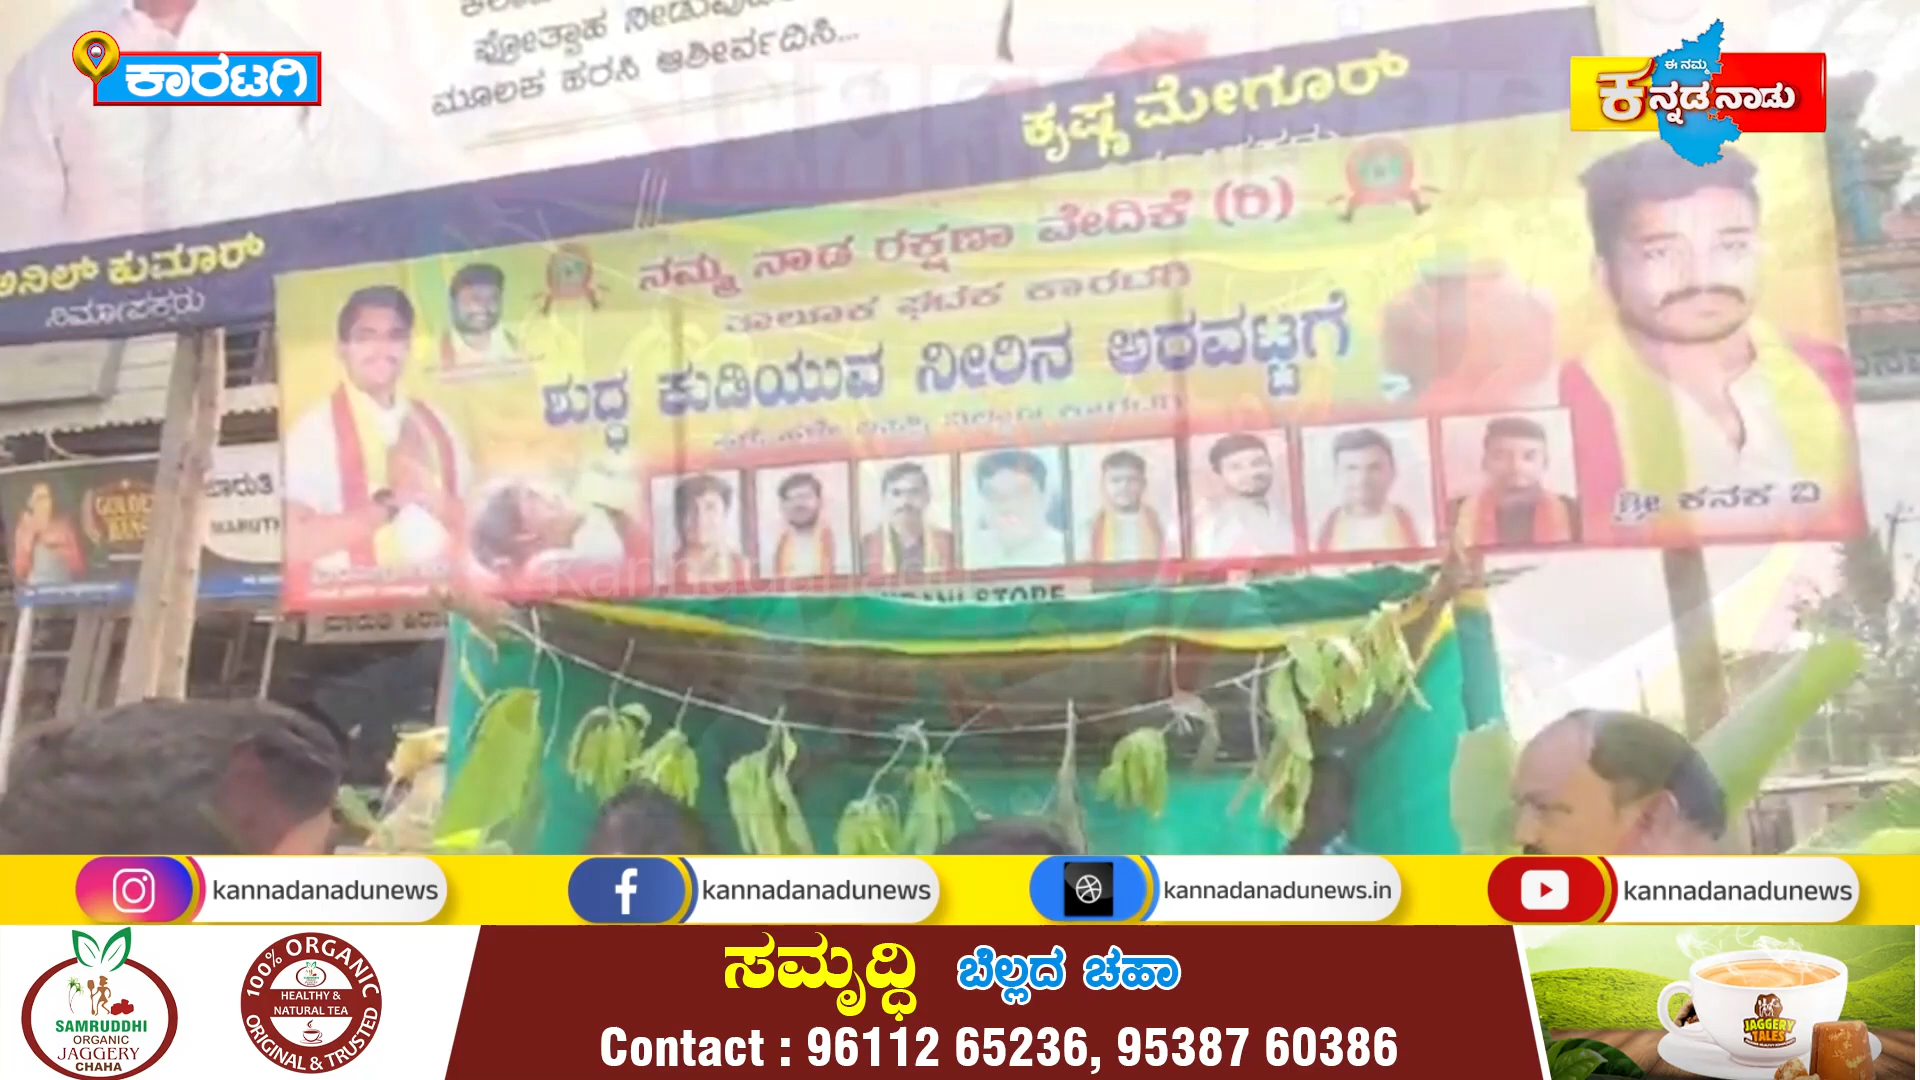 ಪ್ರೋತ್ಸಾಹ
ಮೂಲಕ ಹರಸಿ ಆಶೀರ್ವದಿಸಿ...
ಕಾರಟಗಿ
ಈ ನಮ್ಮ
ಕನ್ನಡ ನಾಡು
ಕೃಷ್ಣ ಮೇಗೂರ್
ಅನಿಲ್ ಕುಮಾರ್
ನಿರ್ಮಾಪಕರು
ನಮ್ಮ ನಾಡ ರಕ್ಷಣಾ ವೇದಿಕೆ (ರಿ)
ತಾಲೂಕ ಘಟಕ ಕಾರಟಗಿ
ಶುದ್ಧ ಕುಡಿಯುವ ನೀರಿನ ಅರವಟ್ಟಿಗೆ
ಶ್ರೀ ಕನಕ ಬಿ
GOLDEN
ಮಾರುತಿ
MARUTI
STORE
kannadanadunews
kannadanadunews
kannadanadunews.in
kannadanadunews
SAMRUDDHI
ORGANIC
JAGGERY
CHAHA
100% ORGANIC
HEALTHY &
NATURAL TEA
ORIGINAL & TRUSTED
ಸಮೃದ್ಧಿ ಬೆಲ್ಲದ ಚಹಾ
Contact : 96112 65236, 95387 60386
JAGGERY
TALES